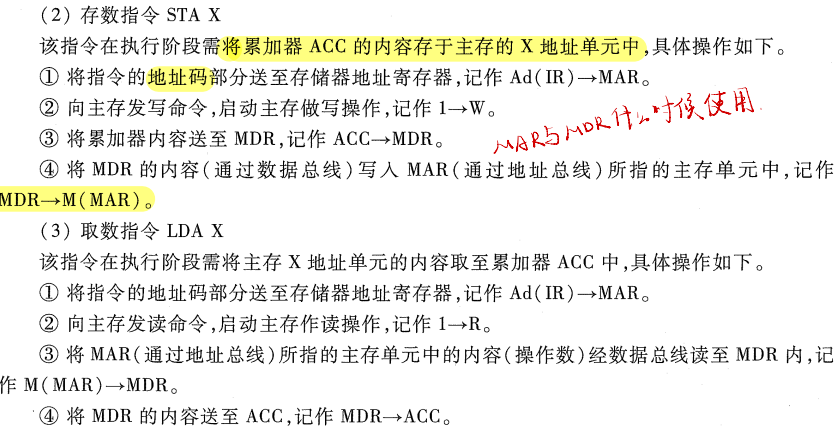 (2) 存数指令 STA X
该指令在执行阶段需将累加器 ACC 的内容存于主存的 X 地址单元中,具体操作如下。
① 将指令的地址码部分送至存储器地址寄存器,记作 Ad(IR)→MAR。
② 向主存发写命令,启动主存做写操作,记作 1→W。
MAR与MDR什么时候使用
③ 将累加器内容送至 MDR,记作 ACC→MDR。
④ 将 MDR 的内容(通过数据总线)写入 MAR(通过地址总线)所指的主存单元中,记作
MDR→M(MAR)。
(3) 取数指令 LDA X
该指令在执行阶段需将主存 X 地址单元的内容取至累加器 ACC 中,具体操作如下。
① 将指令的地址码部分送至存储器地址寄存器,记作 Ad(IR)→MAR。
② 向主存发读命令,启动主存作读操作,记作 1→R。
③ 将 MAR(通过地址总线)所指的主存单元中的内容(操作数)经数据总线读至 MDR 内,记
作 M(MAR)→MDR。
④ 将 MDR 的内容送至 ACC,记作 MDR→ACC。